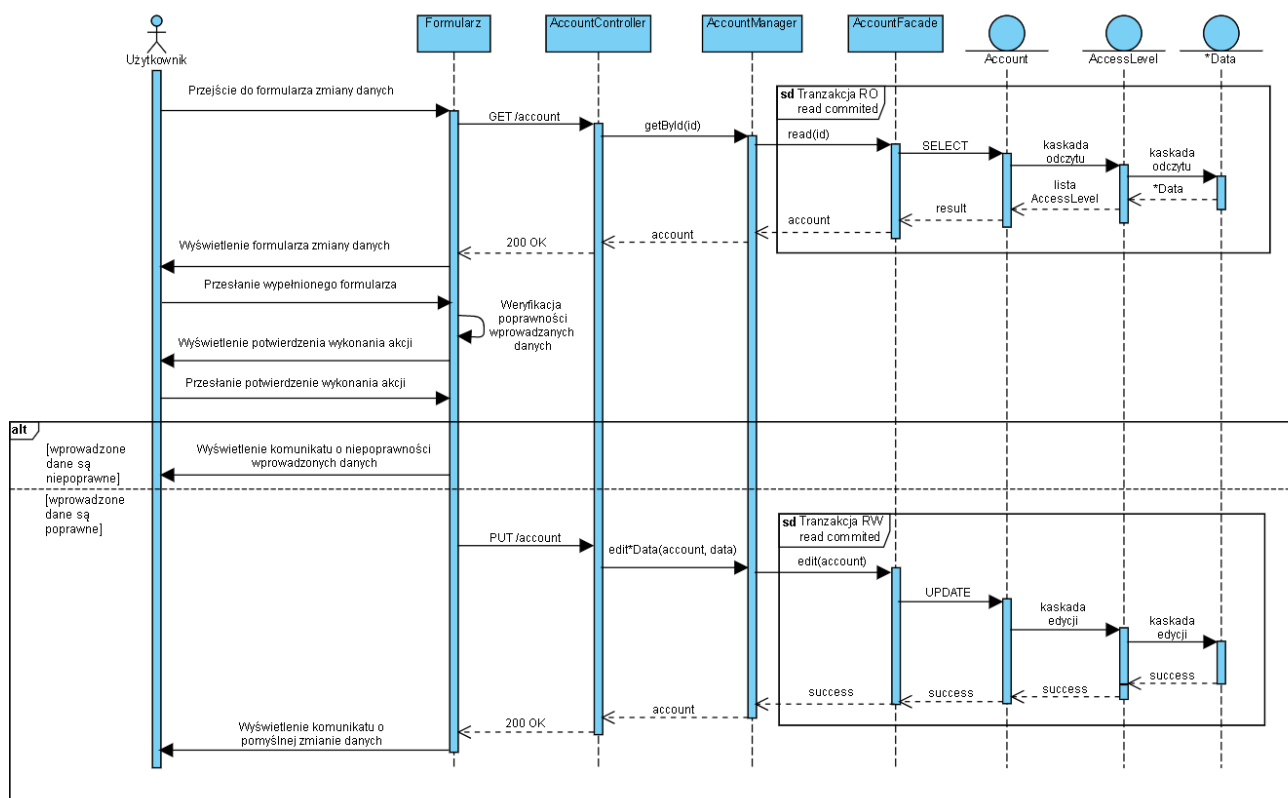 Użytkownik
Formularz
AccountController
AccountManager
AccountFacade
Account
AccessLevel
*Data
Przejście do formularza zmiany danych
sd Tranzakcja RO
read commited
GET /account
getById(id)
read(id)
SELECT
kaskada
odczytu
kaskada
odczytu
*Data
lista
AccessLevel
result
account
account
200 OK
Wyświetlenie formularza zmiany danych
Przesłanie wypełnionego formularza
Weryfikacja
poprawności
wprowadzanych
danych
Wyświetlenie potwierdzenia wykonania akcji
Przesłanie potwierdzenie wykonania akcji
alt
[wprowadzone
dane są
niepoprawne]
Wyświetlenie komunikatu o niepoprawności
wprowadzonych danych
[wprowadzone
dane są
poprawne]
sd Tranzakcja RW
read commited
PUT /account
edit*Data(account, data)
edit(account)
UPDATE
kaskada
edycji
kaskada
edycji
success
success
success
success
account
200 OK
Wyświetlenie komunikatu o
pomyślnej zmianie danych